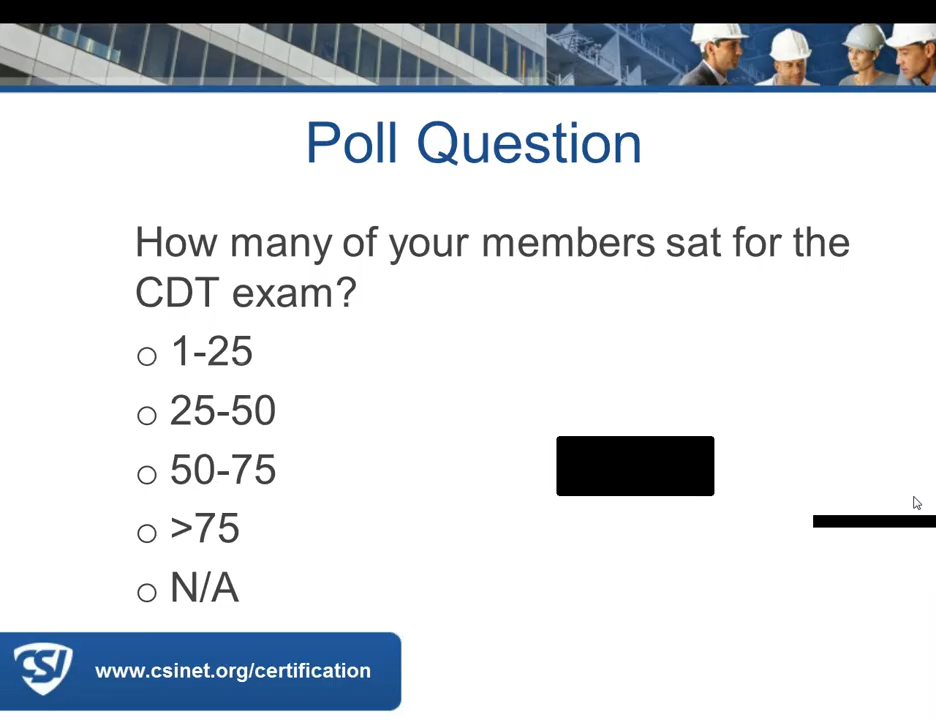 Poll Question
How many of your members sat for the
CDT exam?
o 1-25
o 25-50
o 50-75
o >75
o N/A
CSI www.csinet.org/certification